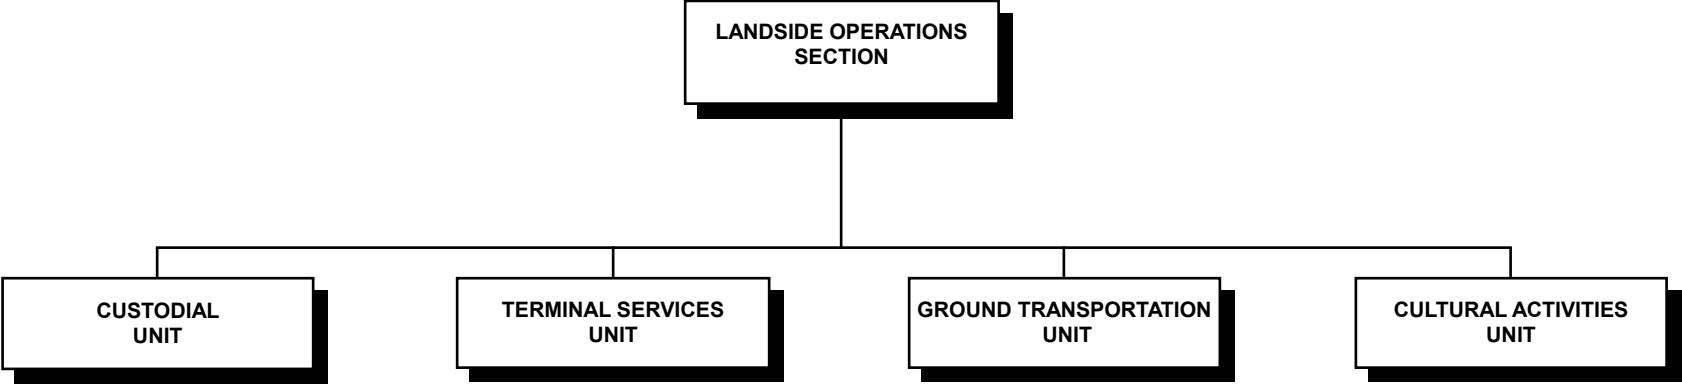 LANDSIDE OPERATIONS
SECTION
CUSTODIAL
UNIT
TERMINAL SERVICES
UNIT
GROUND TRANSPORTATION
UNIT
CULTURAL ACTIVITIES
UNIT